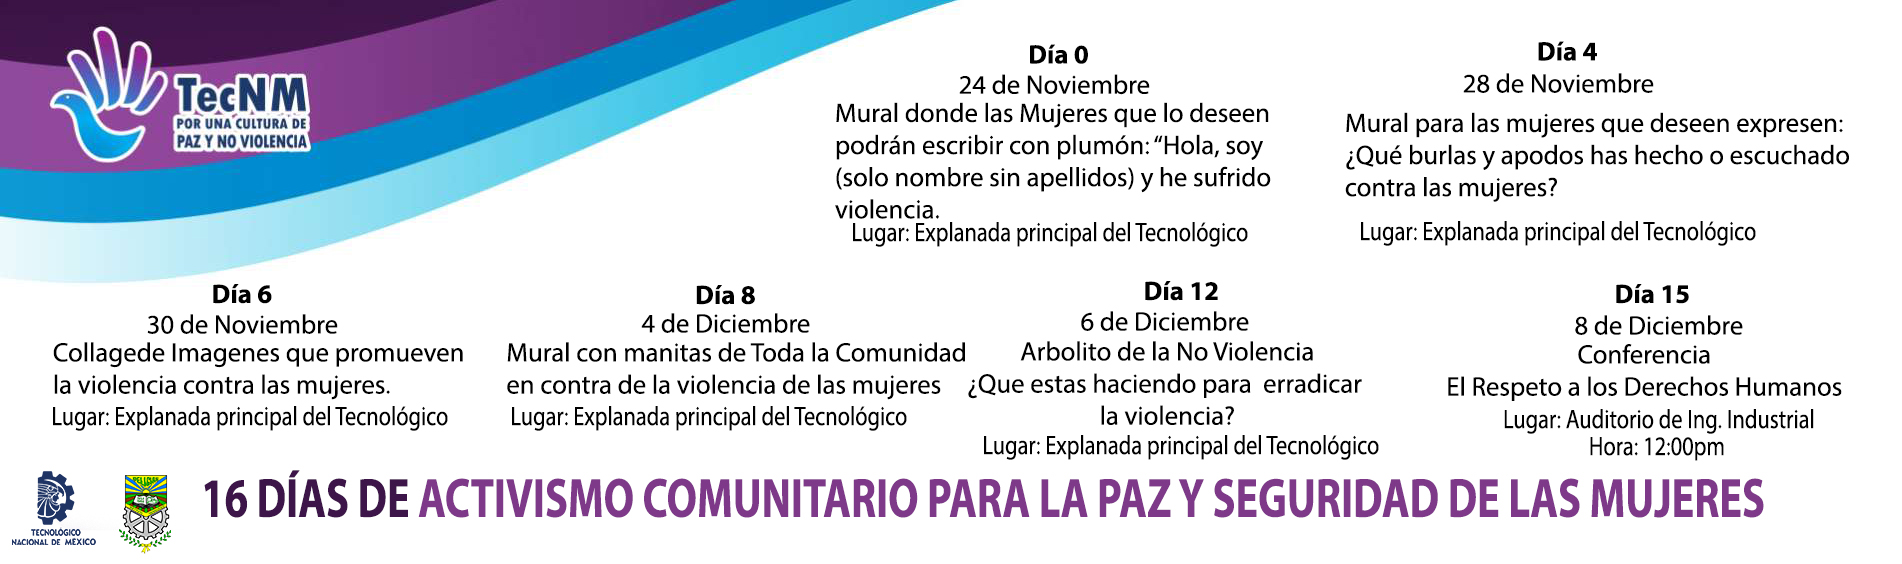 TecNM
POR UNA CULTURA DE
PAZ Y NO VIOLENCIA
Día 0
24 de Noviembre
Mural donde las Mujeres que lo deseen
podrán escribir con plumón: “Hola, soy
(solo nombre sin apellidos) y he sufrido
violencia.
Lugar: Explanada principal del Tecnológico
Día 4
28 de Noviembre
Mural para las mujeres que deseen expresen:
¿Qué burlas y apodos has hecho o escuchado
contra las mujeres?
Lugar: Explanada principal del Tecnológico
Día 6
30 de Noviembre
Collagede Imagenes que promueven
la violencia contra las mujeres.
Lugar: Explanada principal del Tecnológico
Día 8
4 de Diciembre
Mural con manitas de Toda la Comunidad
en contra de la violencia de las mujeres
Lugar: Explanada principal del Tecnológico
Día 12
6 de Diciembre
Arbolito de la No Violencia
¿Que estas haciendo para  erradicar
la violencia?
Lugar: Explanada principal del Tecnológico
Día 15
8 de Diciembre
Conferencia
El Respeto a los Derechos Humanos
Lugar: Auditorio de Ing. Industrial
Hora: 12:00pm
TECNOLÓGICO
NACIONAL DE MÉXICO
16 DÍAS DE ACTIVISMO COMUNITARIO PARA LA PAZ Y SEGURIDAD DE LAS MUJERES